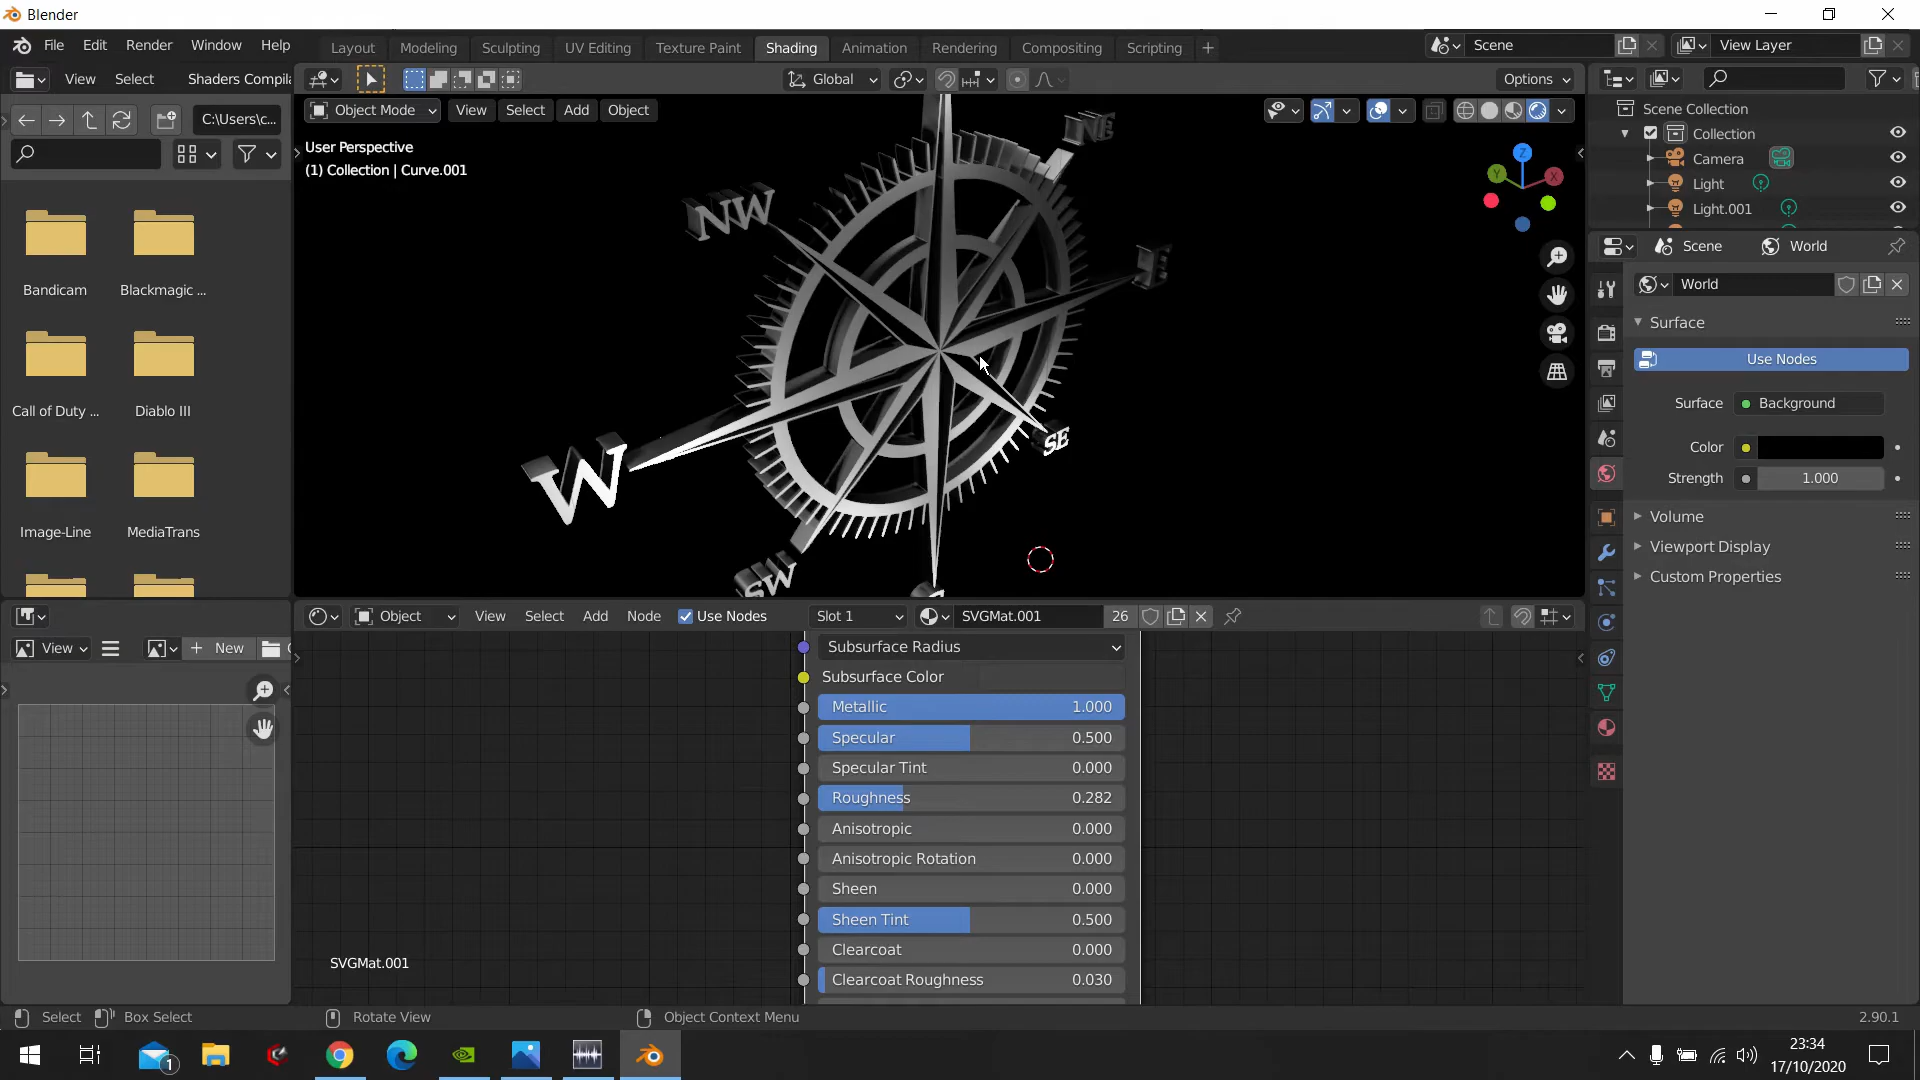 Blender
File Edit Render Window Help
Layout Modeling Sculpting UV Editing Texture Paint Shading Animation Rendering Compositing Scripting +
Scene
View Layer
View Select Shaders Compila
Global
Options
C:\Users\c...
Object Mode View Select Add Object
User Perspective
(1) Collection | Curve.001
NE
NW
E
W
SE
SW
Z
Y
X
Bandicam
Blackmagic ...
Call of Duty ...
Diablo III
Image-Line
MediaTrans
Scene Collection
Collection
Camera
Light
Light.001
Scene World
World
Surface
Use Nodes
Surface Background
Color
Strength 1.000
Volume
Viewport Display
Custom Properties
Object View Select Add Node Use Nodes Slot 1 SVGMat.001 26
View + New
Subsurface Radius
Subsurface Color
Metallic 1.000
Specular 0.500
Specular Tint 0.000
Roughness 0.282
Anisotropic 0.000
Anisotropic Rotation 0.000
Sheen 0.000
Sheen Tint 0.500
Clearcoat 0.000
Clearcoat Roughness 0.030
SVGMat.001
Select Box Select Rotate View Object Context Menu 2.90.1
1
23:34
17/10/2020